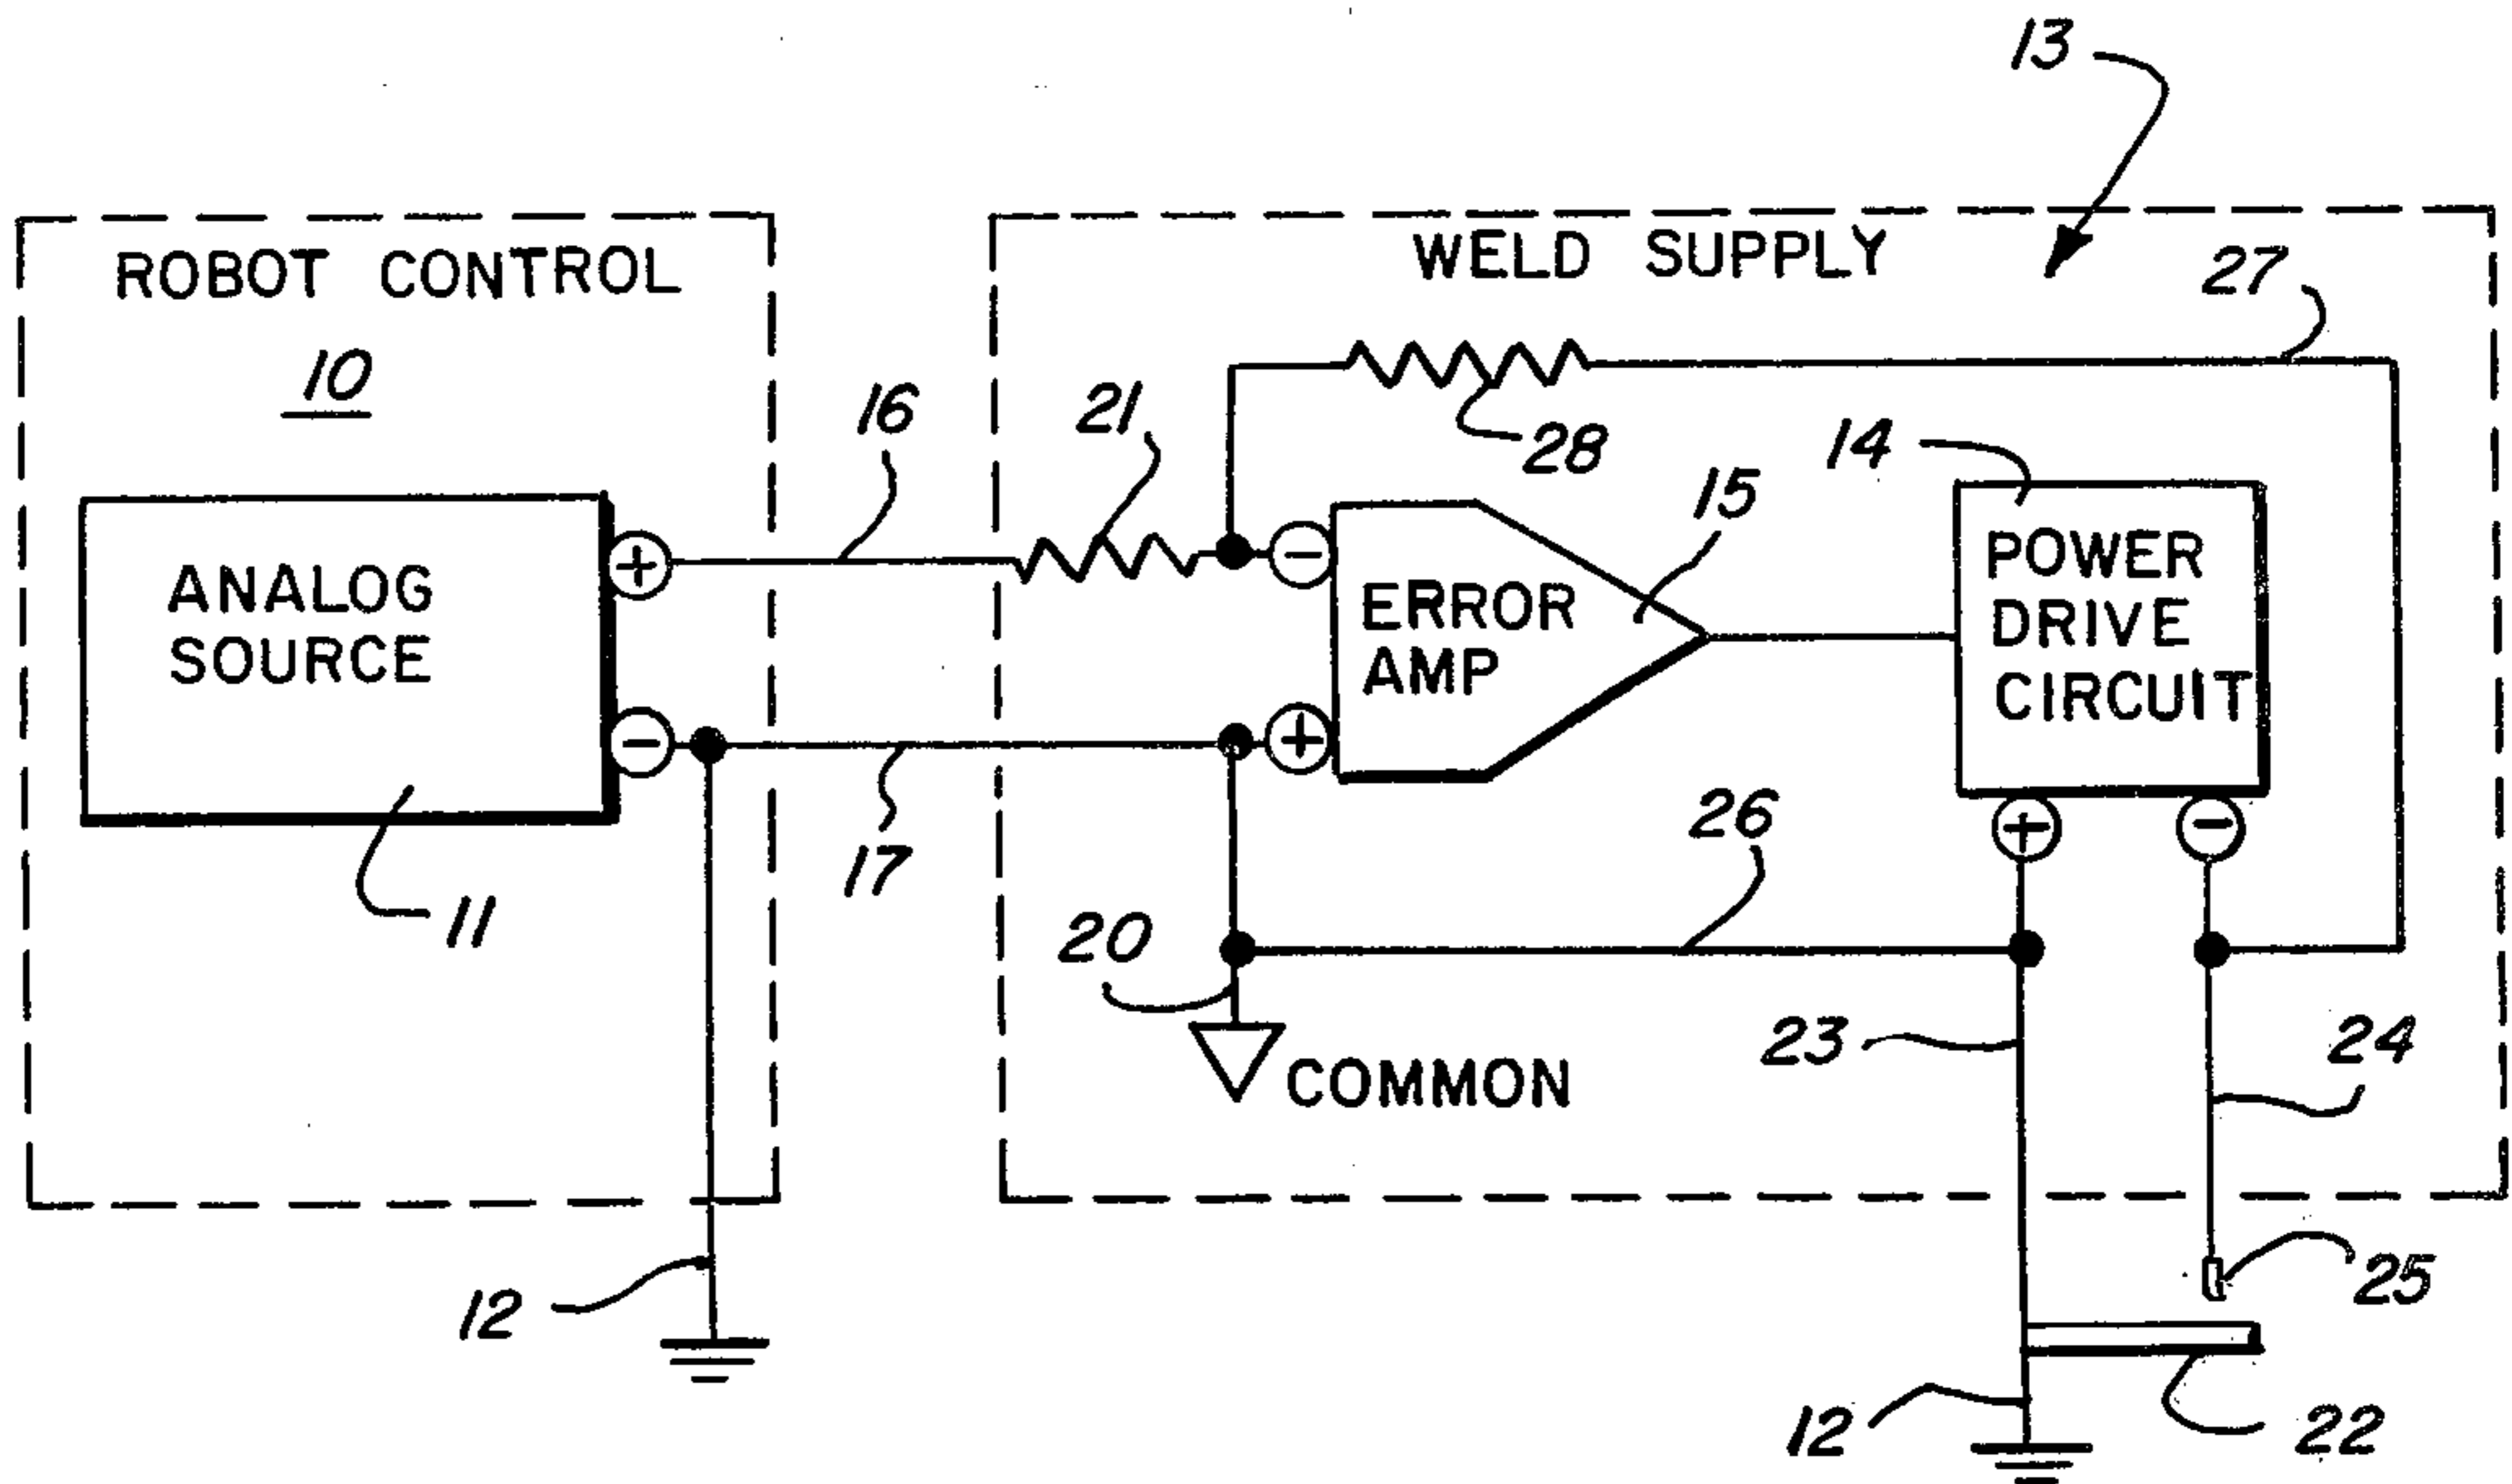 13
ROBOT CONTROL
WELD SUPPLY
27
10
16
21
28
14
15
ANALOG
SOURCE
+
−
−
+
ERROR
AMP
POWER
DRIVE
CIRCUIT
+
−
11
17
26
20
COMMON
23
24
12
25
12
22